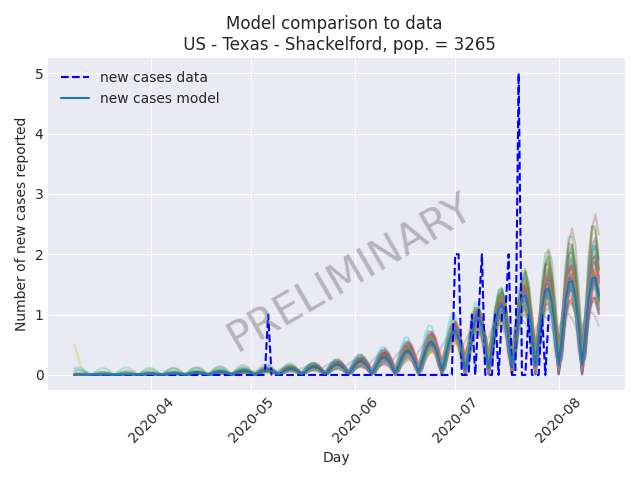 Model comparison to data
US - Texas - Shackelford, pop. = 3265
new cases data
new cases model
Number of new cases reported
5
4
3
2
1
0
PRELIMINARY
2020-04
2020-05
2020-06
2020-07
2020-08
Day